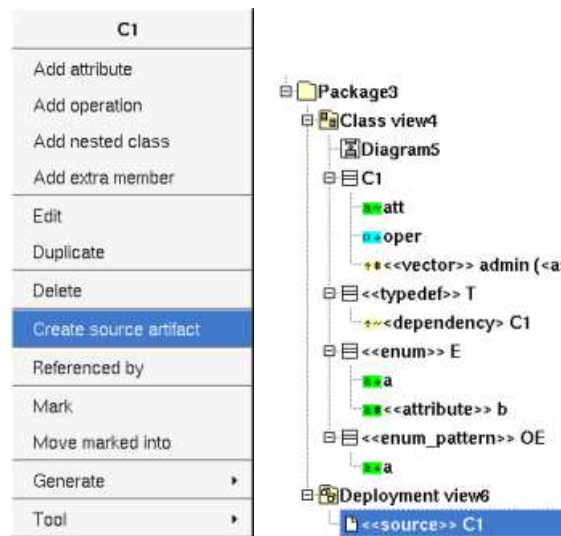 C1
Add attribute
Add operation
Add nested class
Add extra member
Edit
Duplicate
Delete
Create source artifact
Referenced by
Mark
Move marked into
Generate
Tool
Package3
Class view4
Diagram5
C1
att
oper
<<vector>> admin (<a
<<typedef>> T
<dependency> C1
<<enum>> E
a
<<attribute>> b
<<enum_pattern>> OE
a
Deployment view6
<<source>> C1